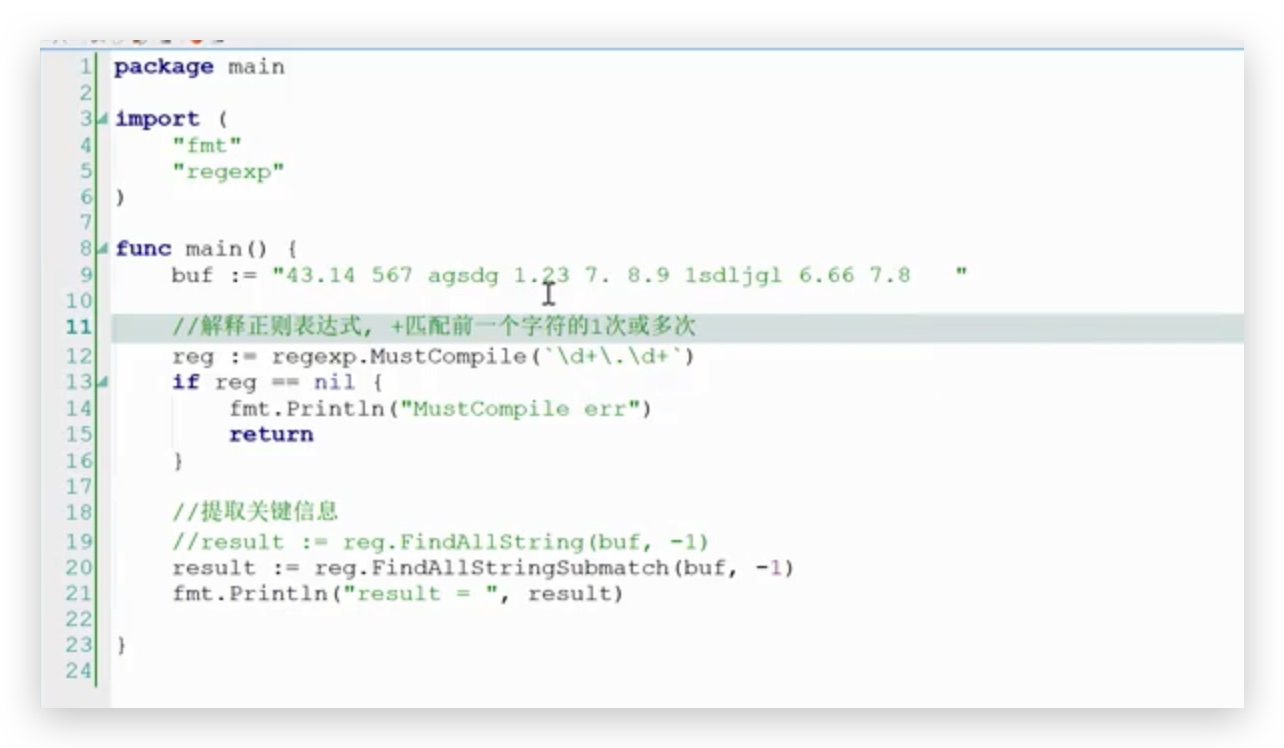 1 package main
2
3 import (
4     "fmt"
5     "regexp"
6 )
7
8 func main() {
9     buf := "43.14 567 agsdg 1.23 7. 8.9 1sdljgl 6.66 7.8   "
10
11     //解释正则表达式, +匹配前一个字符的1次或多次
12     reg := regexp.MustCompile(`\d+\.\d+`)
13     if reg == nil {
14         fmt.Println("MustCompile err")
15         return
16     }
17
18     //提取关键信息
19     //result := reg.FindAllString(buf, -1)
20     result := reg.FindAllStringSubmatch(buf, -1)
21     fmt.Println("result = ", result)
22
23 }
24